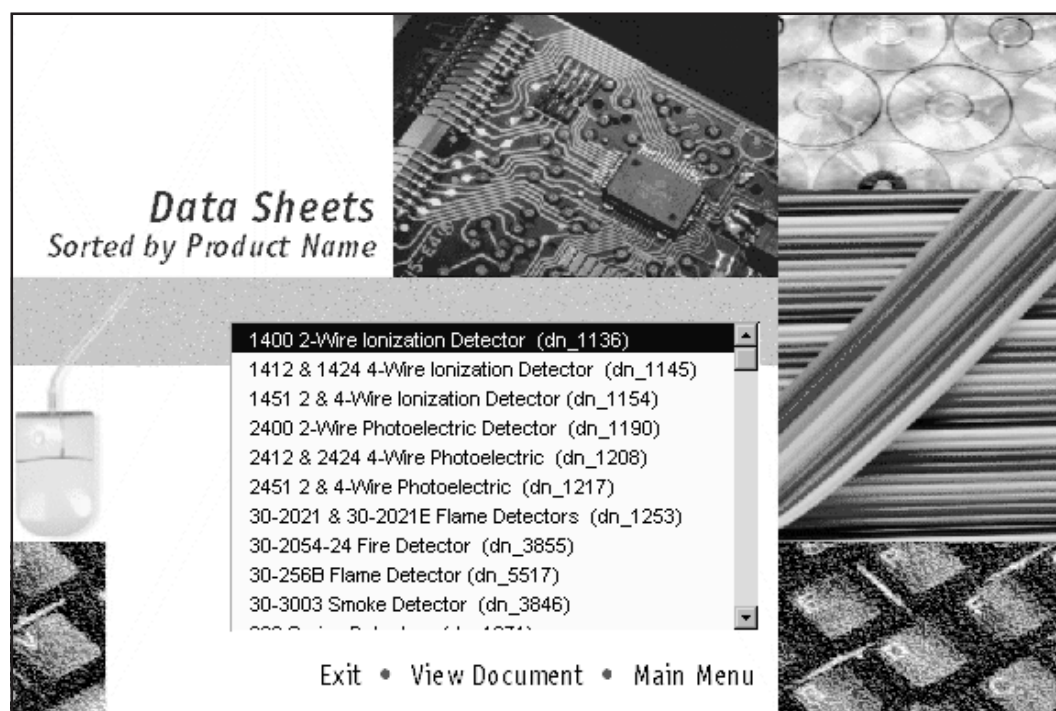 Data Sheets
Sorted by Product Name
1400 2-Wire Ionization Detector (dn_1136)
1412 & 1424 4-Wire Ionization Detector (dn_1145)
1451 2 & 4-Wire Ionization Detector (dn_1154)
2400 2-Wire Photoelectric Detector (dn_1190)
2412 & 2424 4-Wire Photoelectric (dn_1208)
2451 2 & 4-Wire Photoelectric (dn_1217)
30-2021 & 30-2021E Flame Detectors (dn_1253)
30-2054-24 Fire Detector (dn_3855)
30-256B Flame Detector (dn_5517)
30-3003 Smoke Detector (dn_3846)
Exit • View Document • Main Menu